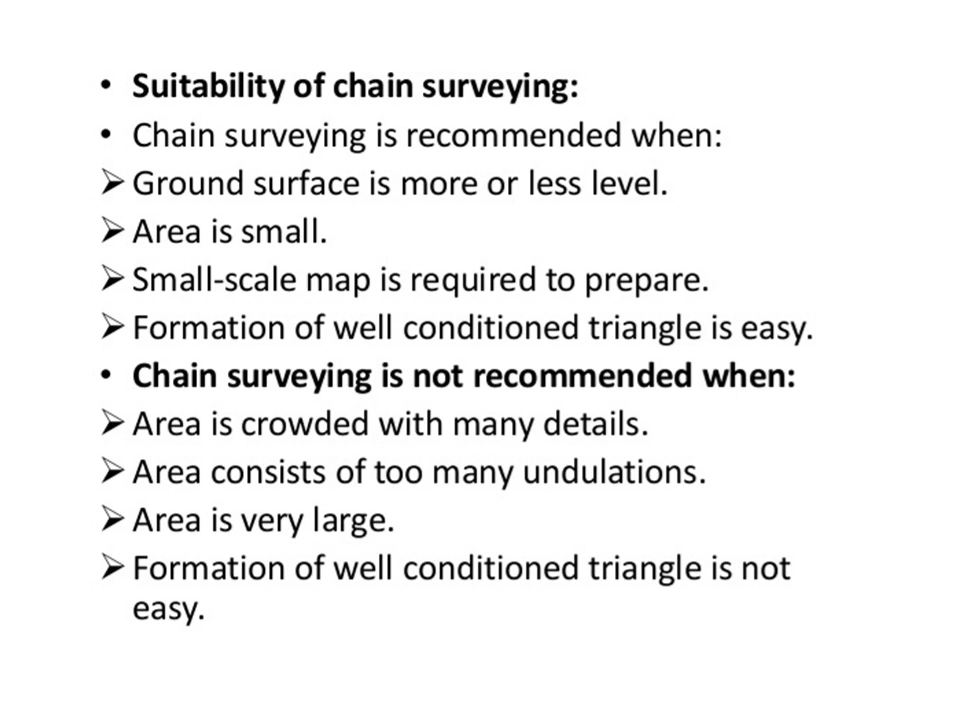 • Suitability of chain surveying:
• Chain surveying is recommended when:
➢ Ground surface is more or less level.
➢ Area is small.
➢ Small-scale map is required to prepare.
➢ Formation of well conditioned triangle is easy.
• Chain surveying is not recommended when:
➢ Area is crowded with many details.
➢ Area consists of too many undulations.
➢ Area is very large.
➢ Formation of well conditioned triangle is not
easy.